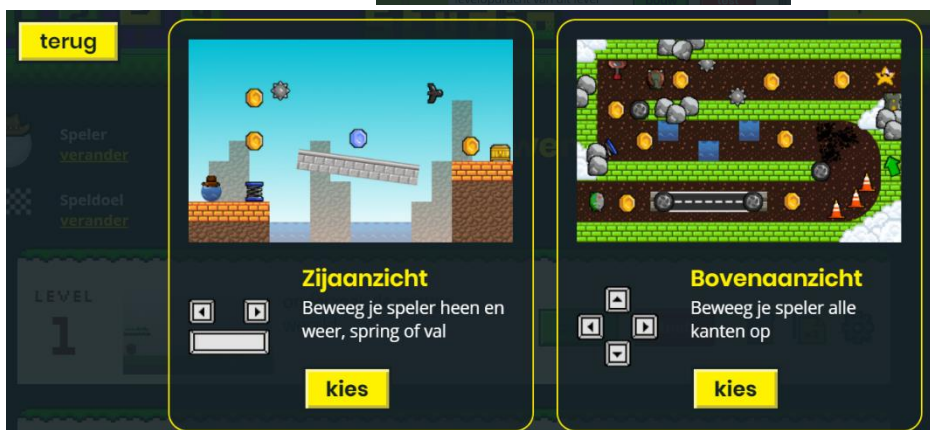 terug
Speler
verander
Speldoel
verander
LEVEL
1
Zijaanzicht
Beweeg je speler heen en
weer, spring of val
kies
Bovenaanzicht
Beweeg je speler alle
kanten op
kies